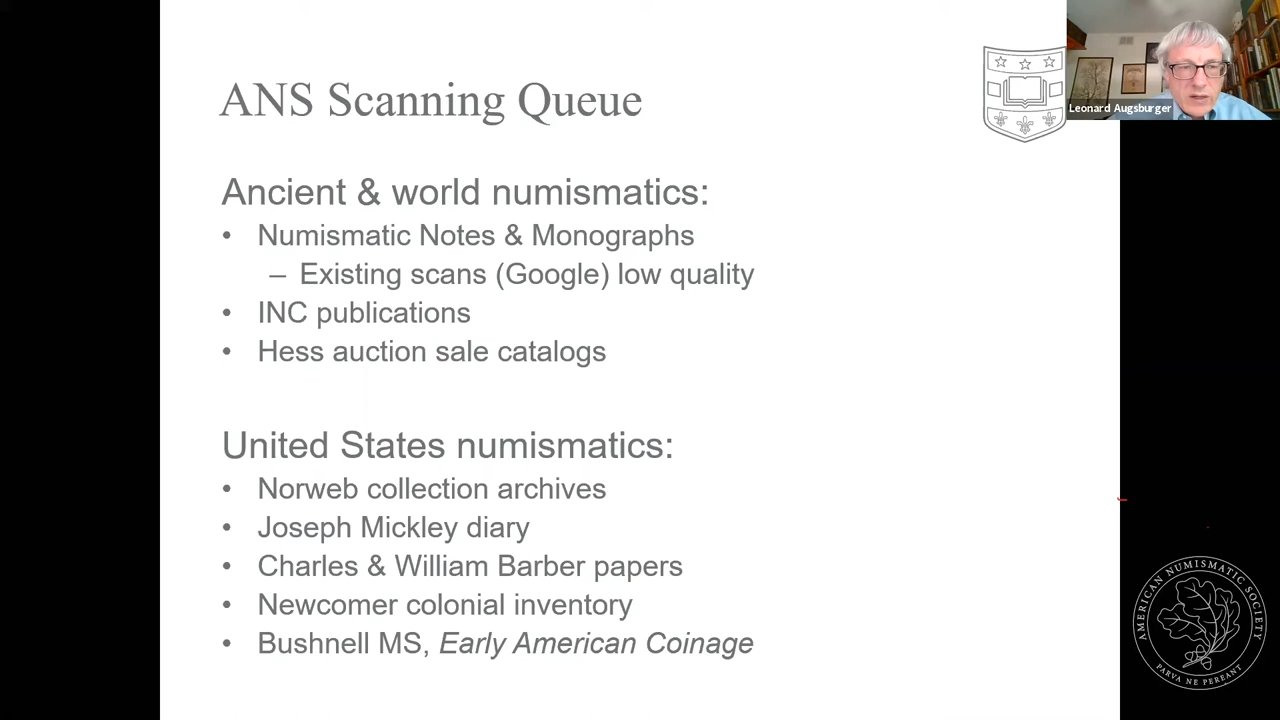 ANS Scanning Queue
Leonard Augsburger
Ancient & world numismatics:
• Numismatic Notes & Monographs
– Existing scans (Google) low quality
• INC publications
• Hess auction sale catalogs
United States numismatics:
• Norweb collection archives
• Joseph Mickley diary
• Charles & William Barber papers
• Newcomer colonial inventory
• Bushnell MS, Early American Coinage
AMERICAN NUMISMATIC SOCIETY
PARVA NE PEREANT